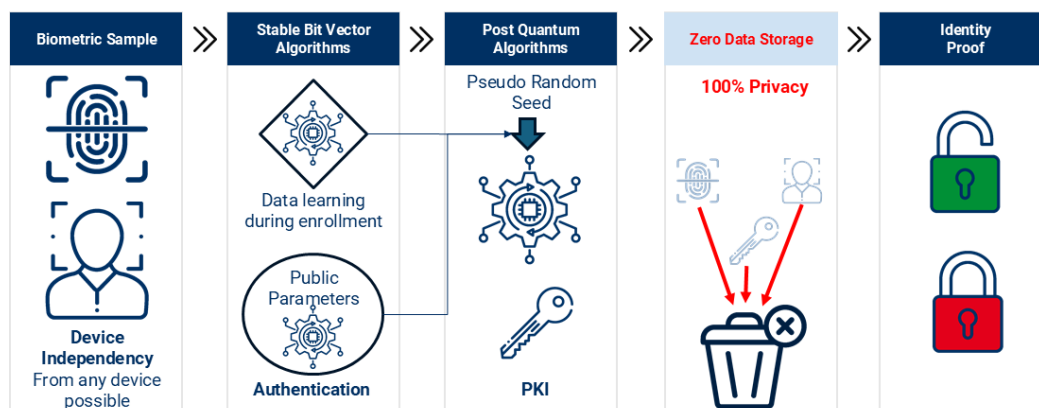 Biometric Sample
Device
Independency
From any device
possible
Stable Bit Vector
Algorithms
Data learning
during enrollment
Public
Parameters
Authentication
Post Quantum
Algorithms
Pseudo Random
Seed
PKI
Zero Data Storage
100% Privacy
Identity
Proof